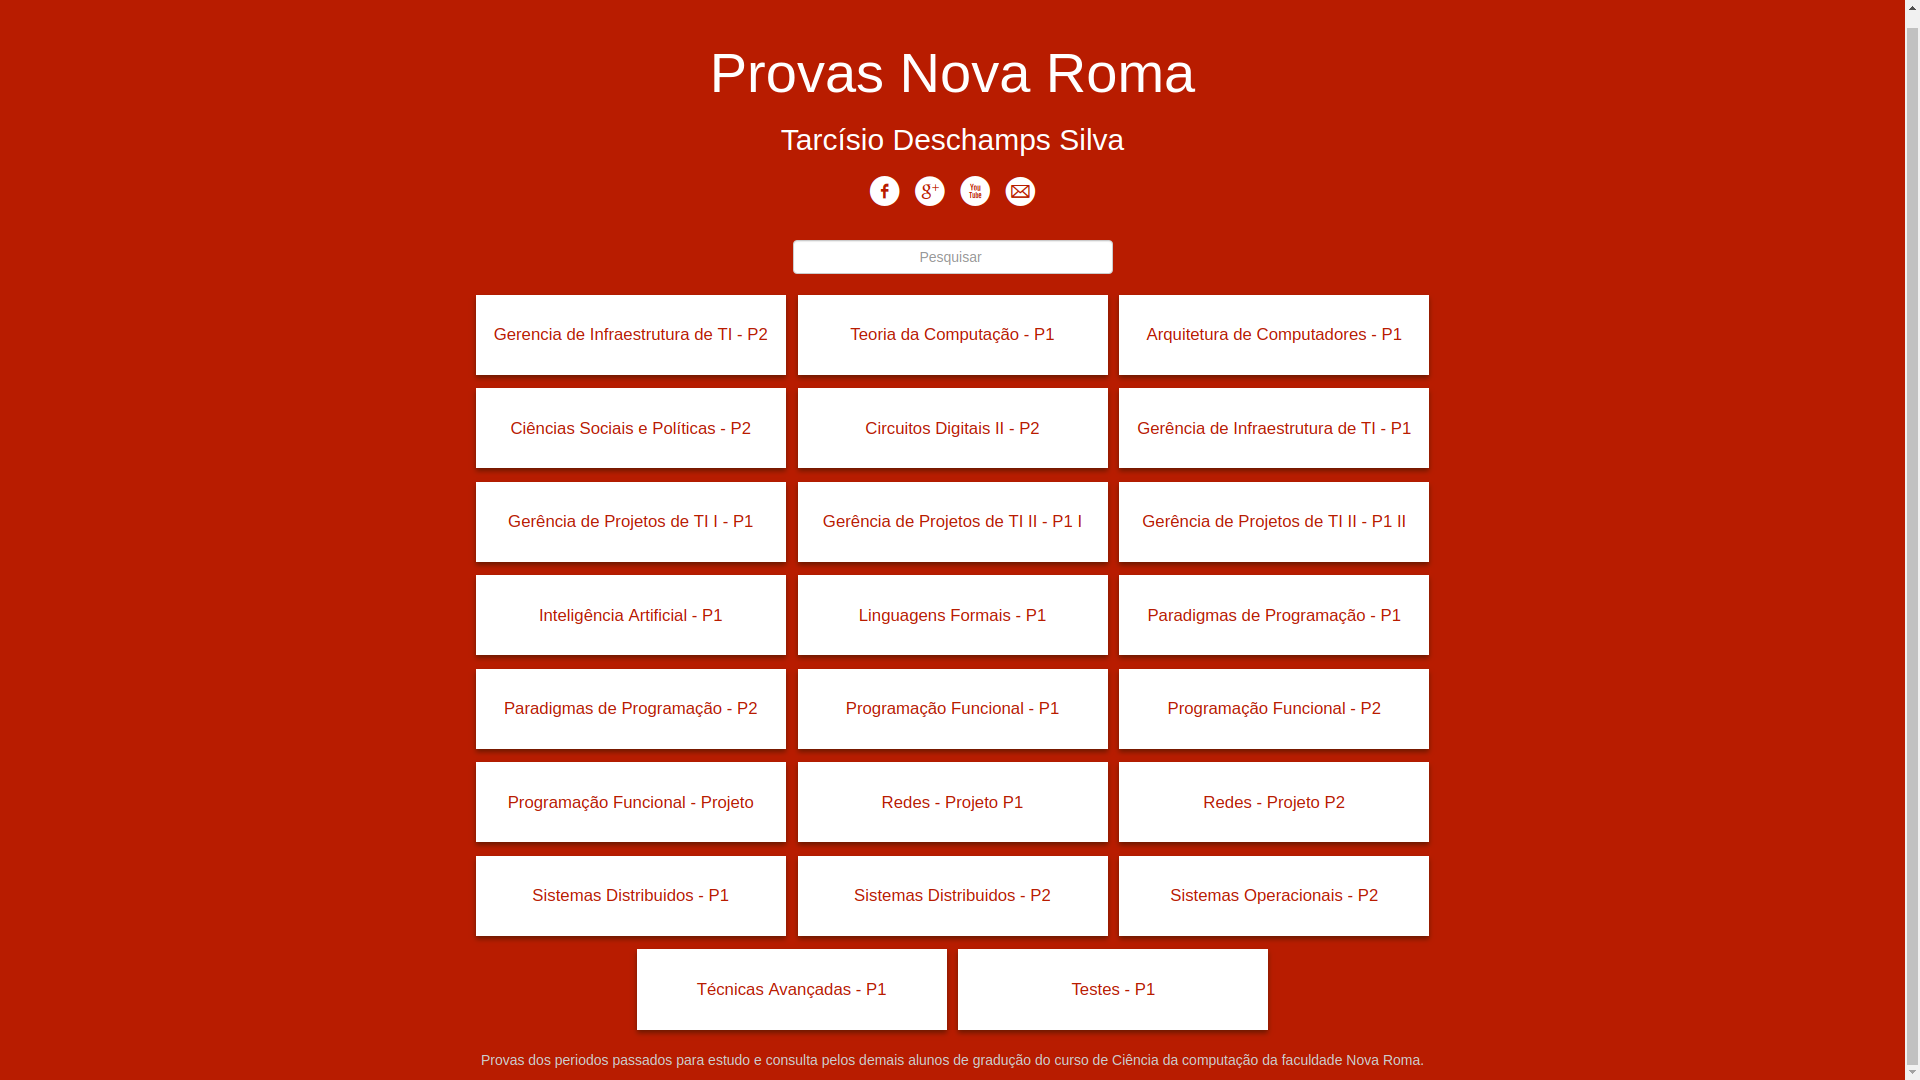 Provas Nova Roma
Tarcísio Deschamps Silva
You
Tube
Pesquisar
Gerencia de Infraestrutura de TI - P2
Teoria da Computação - P1
Arquitetura de Computadores - P1
Ciências Sociais e Políticas - P2
Circuitos Digitais II - P2
Gerência de Infraestrutura de TI - P1
Gerência de Projetos de TI I - P1
Gerência de Projetos de TI II - P1 I
Gerência de Projetos de TI II - P1 II
Inteligência Artificial - P1
Linguagens Formais - P1
Paradigmas de Programação - P1
Paradigmas de Programação - P2
Programação Funcional - P1
Programação Funcional - P2
Programação Funcional - Projeto
Redes - Projeto P1
Redes - Projeto P2
Sistemas Distribuidos - P1
Sistemas Distribuidos - P2
Sistemas Operacionais - P2
Técnicas Avançadas - P1
Testes - P1
Provas dos periodos passados para estudo e consulta pelos demais alunos de gradução do curso de Ciência da computação da faculdade Nova Roma.